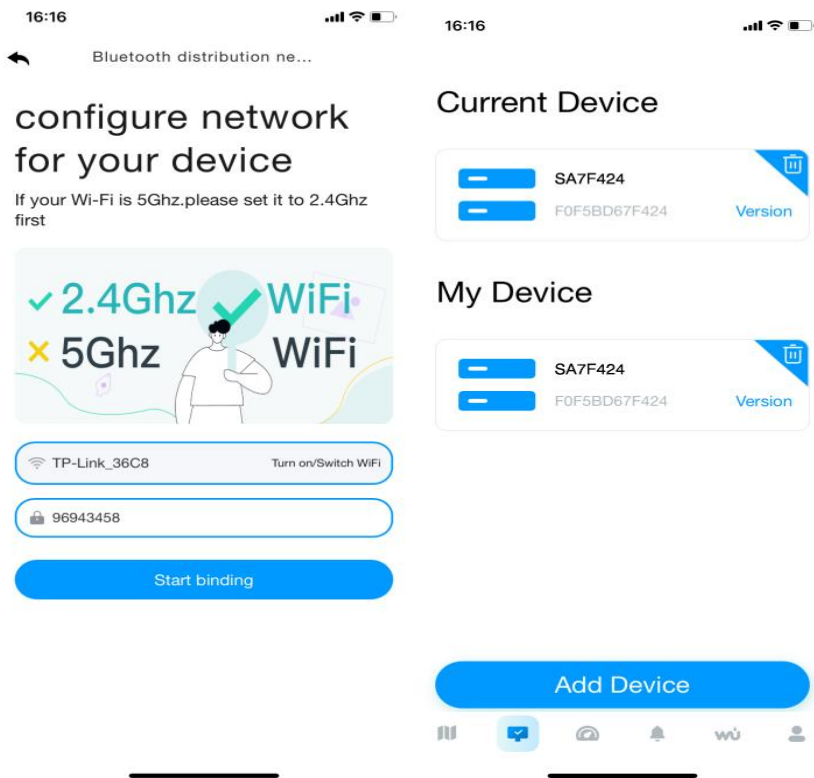 16:16
Bluetooth distribution ne...
configure network
for your device
If your Wi-Fi is 5Ghz.please set it to 2.4Ghz
first
2.4Ghz WiFi
5Ghz WiFi
TP-Link_36C8 Turn on/Switch WiFi
96943458
Start binding
16:16
Current Device
SA7F424
F0F5BD67F424 Version
My Device
SA7F424
F0F5BD67F424 Version
Add Device
wù